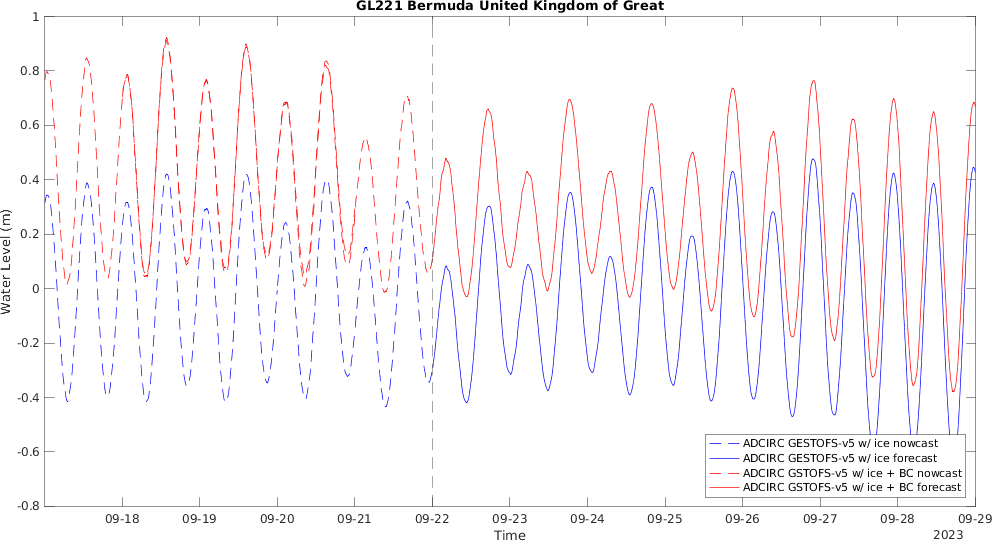 GL221 Bermuda United Kingdom of Great
1
0.8
0.6
0.4
0.2
0
-0.2
-0.4
-0.6
-0.8
Water Level (m)
ADCIRC GESTOFS-v5 w/ ice nowcast
ADCIRC GESTOFS-v5 w/ ice forecast
ADCIRC GSTOFS-v5 w/ ice + BC nowcast
ADCIRC GSTOFS-v5 w/ ice + BC forecast
09-18 09-19 09-20 09-21 09-22 09-23 09-24 09-25 09-26 09-27 09-28 09-29
Time
2023